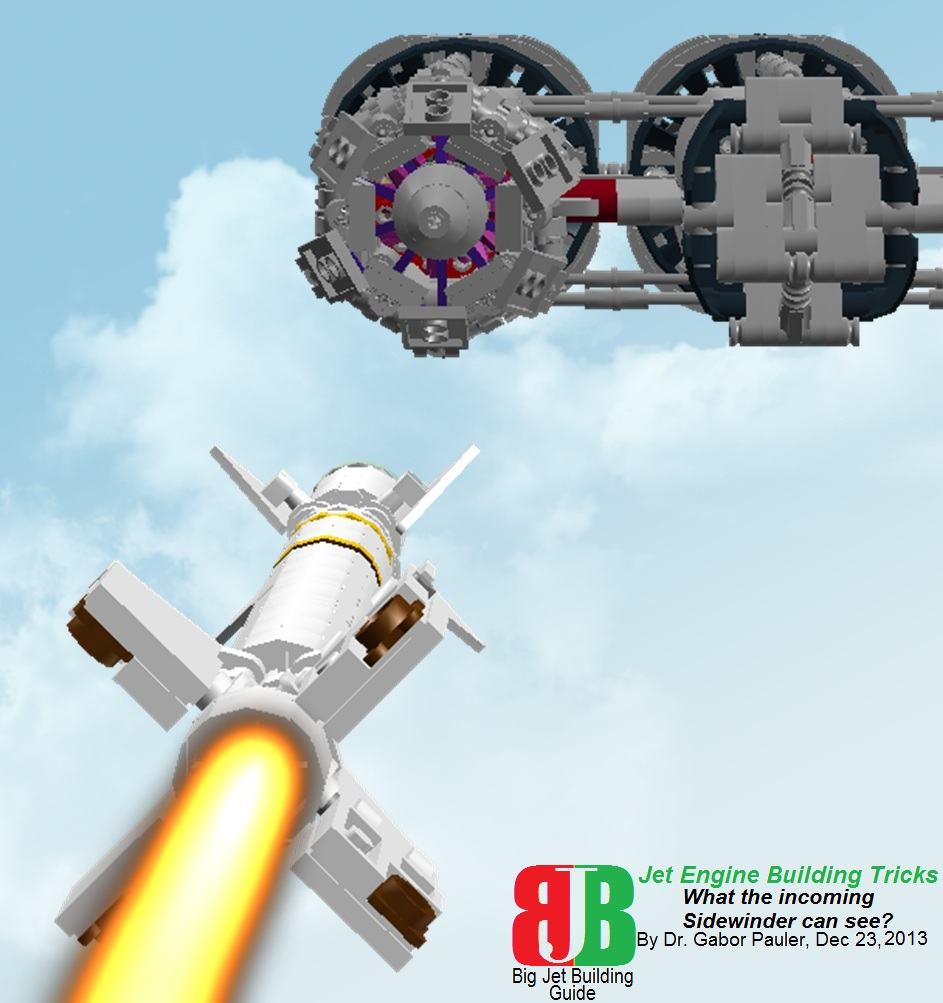 BJB
Jet Engine Building Tricks
What the incoming
Sidewinder can see?
By Dr. Gabor Pauler, Dec 23, 2013
Big Jet Building
Guide